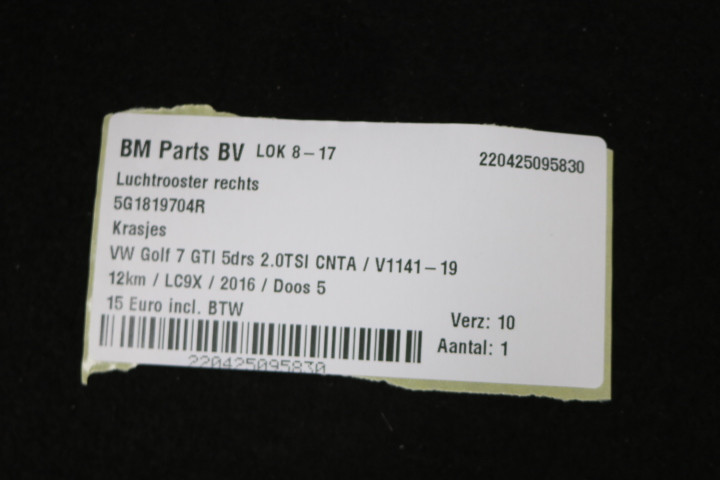 BM Parts BV LOK 8-17 220425095830
Luchtrooster rechts
5G1819704R
Krasjes
VW Golf 7 GTI 5drs 2.0TSI CNTA / V1141-19
12km / LC9X / 2016 / Doos 5
15 Euro incl. BTW
Verz: 10
Aantal: 1
220425095830